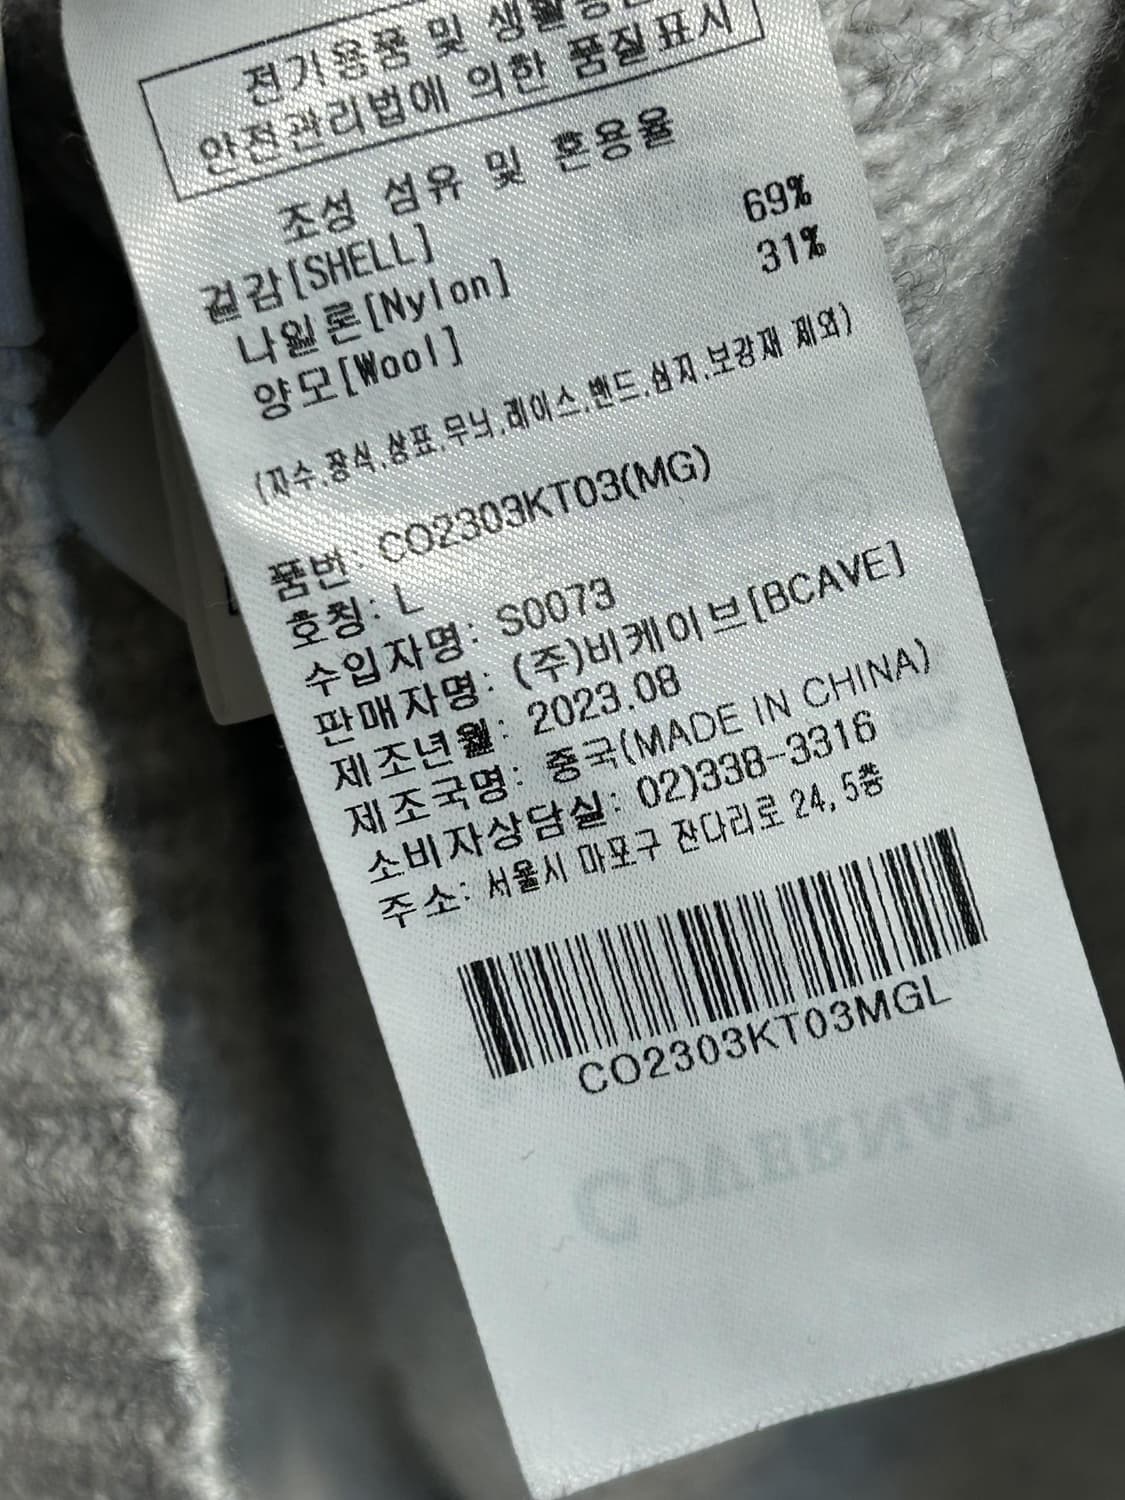 전기용품 및 생활용
안전관리법에 의한 품질표시
조성 섬유 및 혼용율
겉감[SHELL]
나일론[Nylon] 69%
양모[Wool] 31%
(자수,장식,상표,무늬,레이스,밴드,심지,보강재 제외)
품번: CO2303KT03(MG)
호칭: L
수입자명: S0073
판매자명: (주)비케이브[BCAVE]
제조년월: 2023.08
제조국명: 중국(MADE IN CHINA)
소비자상담실: 02)338-3316
주소: 서울시 마포구 잔다리로 24, 5층
CO2303KT03MGL
COVERNAT